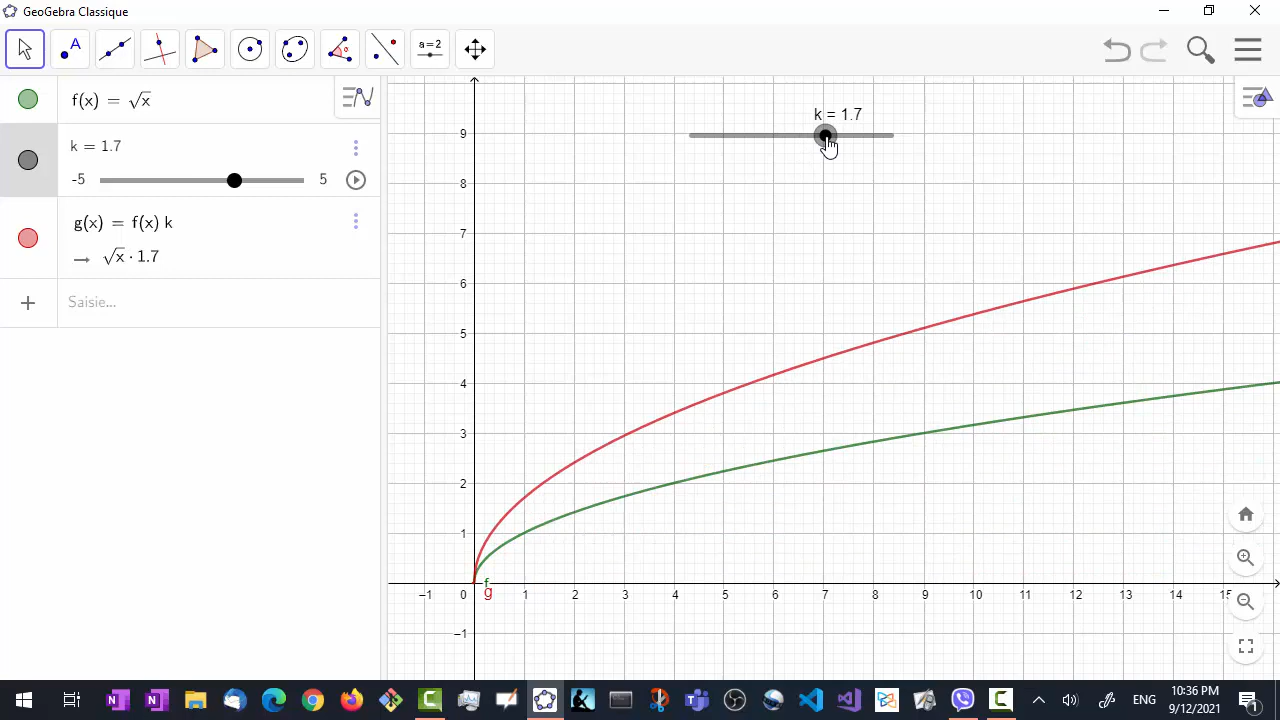 GeoGebra Classique
A
a=2
f(x) = √x
k = 1.7
-5
5
g(x) = f(x) k
→ √x · 1.7
Saisie...
k = 1.7
9
8
7
6
5
4
3
2
1
−1
f
g
−1 0 1 2 3 4 5 6 7 8 9 10 11 12 13 14 15
ENG
10:36 PM
9/12/2021
1